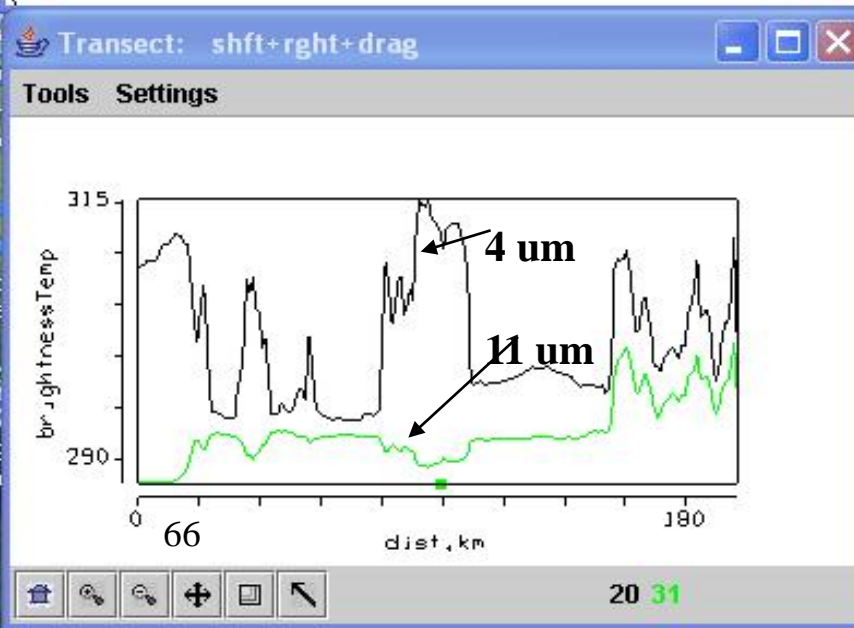 Transect: shft+rght+drag
Tools Settings
315
4 um
brightnessTemp
11 um
290
0 180
66
dist,km
20 31